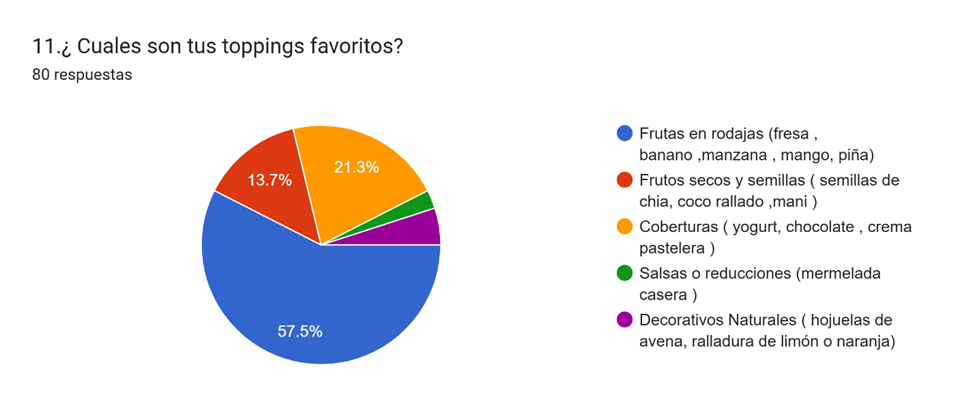 11.¿ Cuales son tus toppings favoritos?
80 respuestas
21.3%
13.7%
57.5%
Frutas en rodajas (fresa ,
banano ,manzana , mango, piña)
Frutos secos y semillas ( semillas de
chia, coco rallado ,mani )
Coberturas ( yogurt, chocolate , crema
pastelera )
Salsas o reducciones (mermelada
casera )
Decorativos Naturales ( hojuelas de
avena, ralladura de limón o naranja)